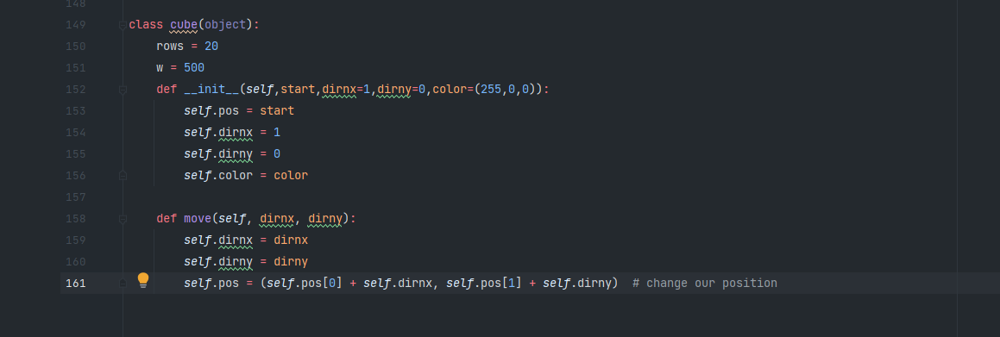 148
149 class cube(object):
150 rows = 20
151 w = 500
152 def __init__(self,start,dirnx=1,dirny=0,color=(255,0,0)):
153 self.pos = start
154 self.dirnx = 1
155 self.dirny = 0
156 self.color = color
157
158 def move(self, dirnx, dirny):
159 self.dirnx = dirnx
160 self.dirny = dirny
161 self.pos = (self.pos[0] + self.dirnx, self.pos[1] + self.dirny)  # change our position